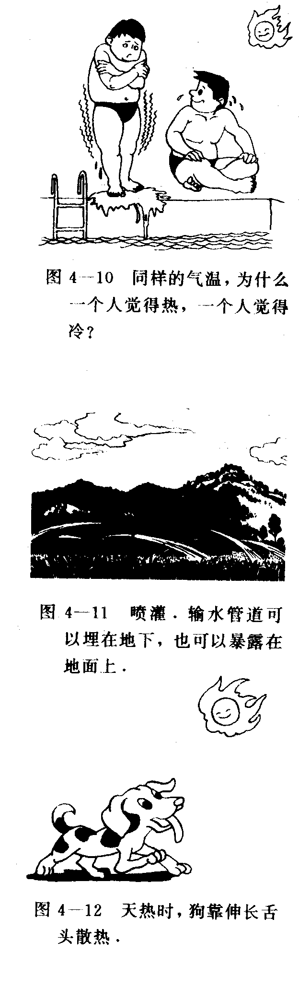 图 4—10 同样的气温，为什么
一个人觉得热，一个人觉得
冷？
图 4—11 喷灌．输水管道可
以埋在地下，也可以暴露在
地面上．
图 4—12 天热时，狗靠伸长舌
头散热．